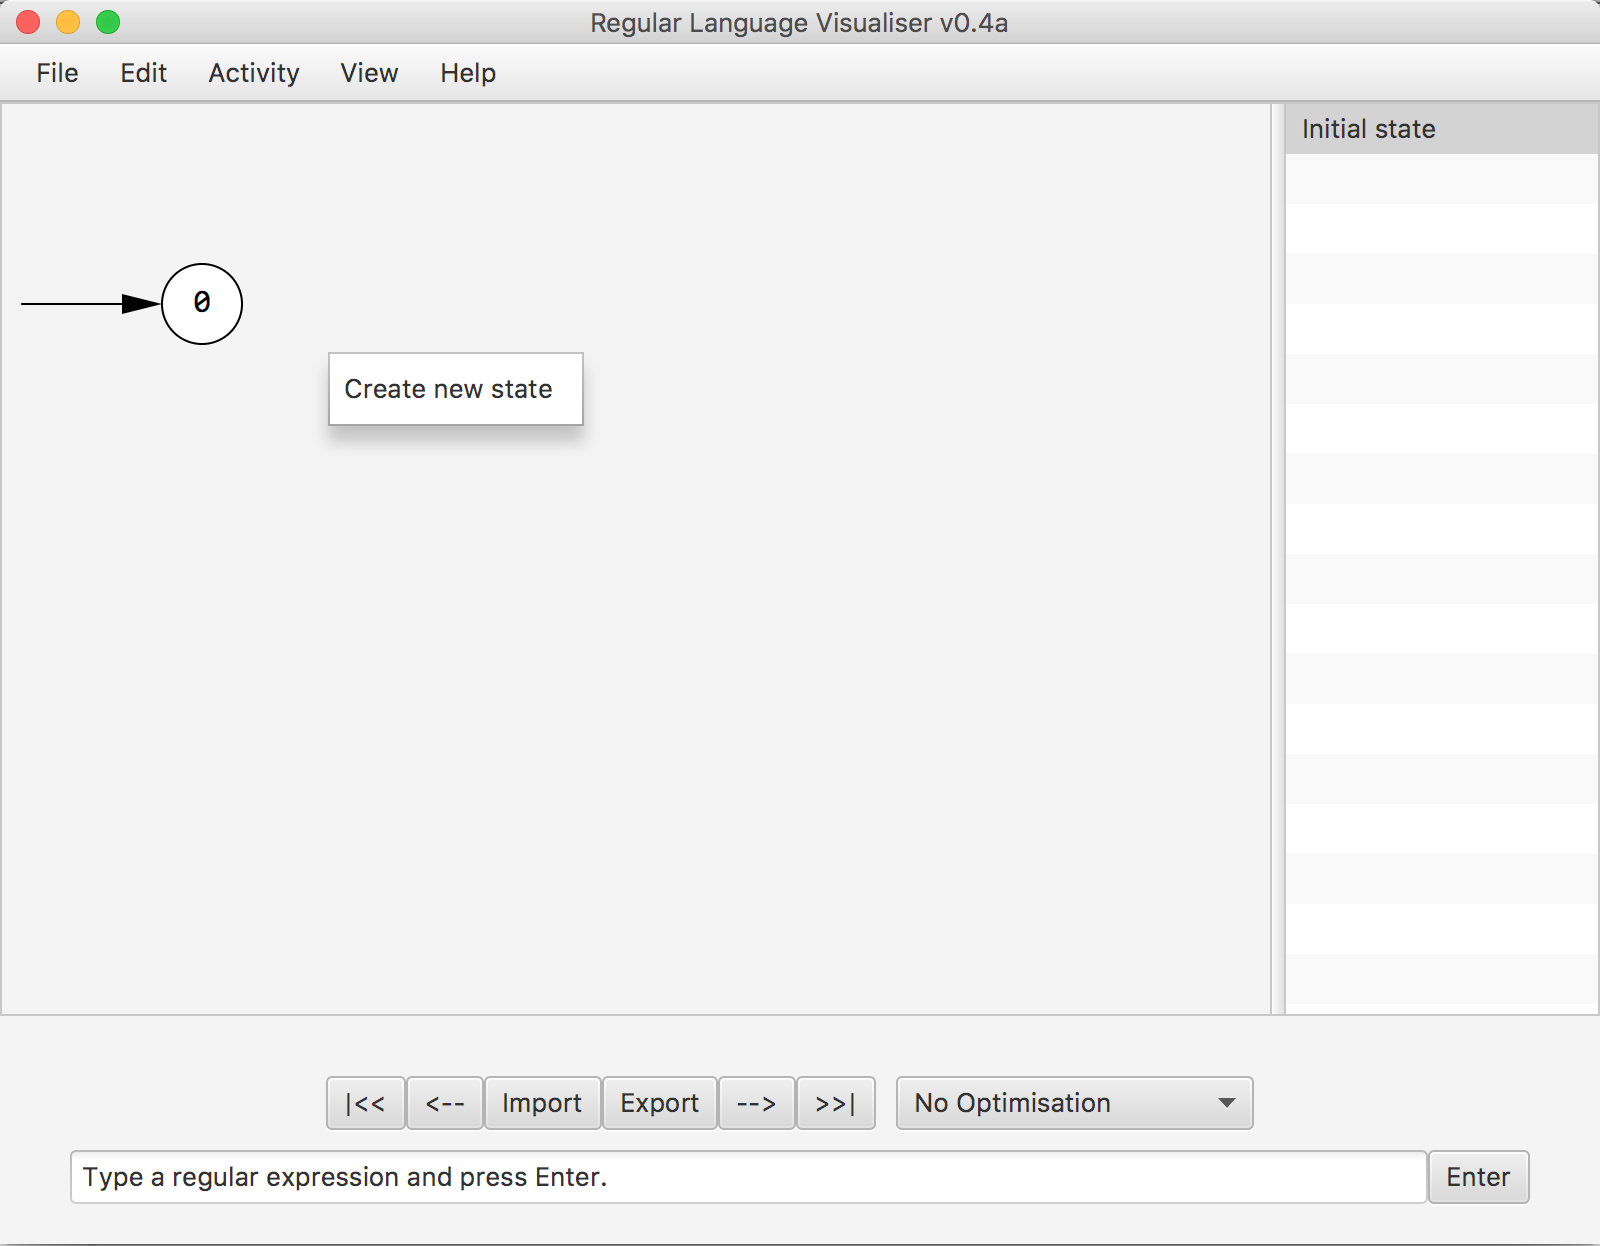 Regular Language Visualiser v0.4a
File Edit Activity View Help
Initial state
0
Create new state
|<< <-- Import Export --> >>| No Optimisation
Type a regular expression and press Enter. Enter